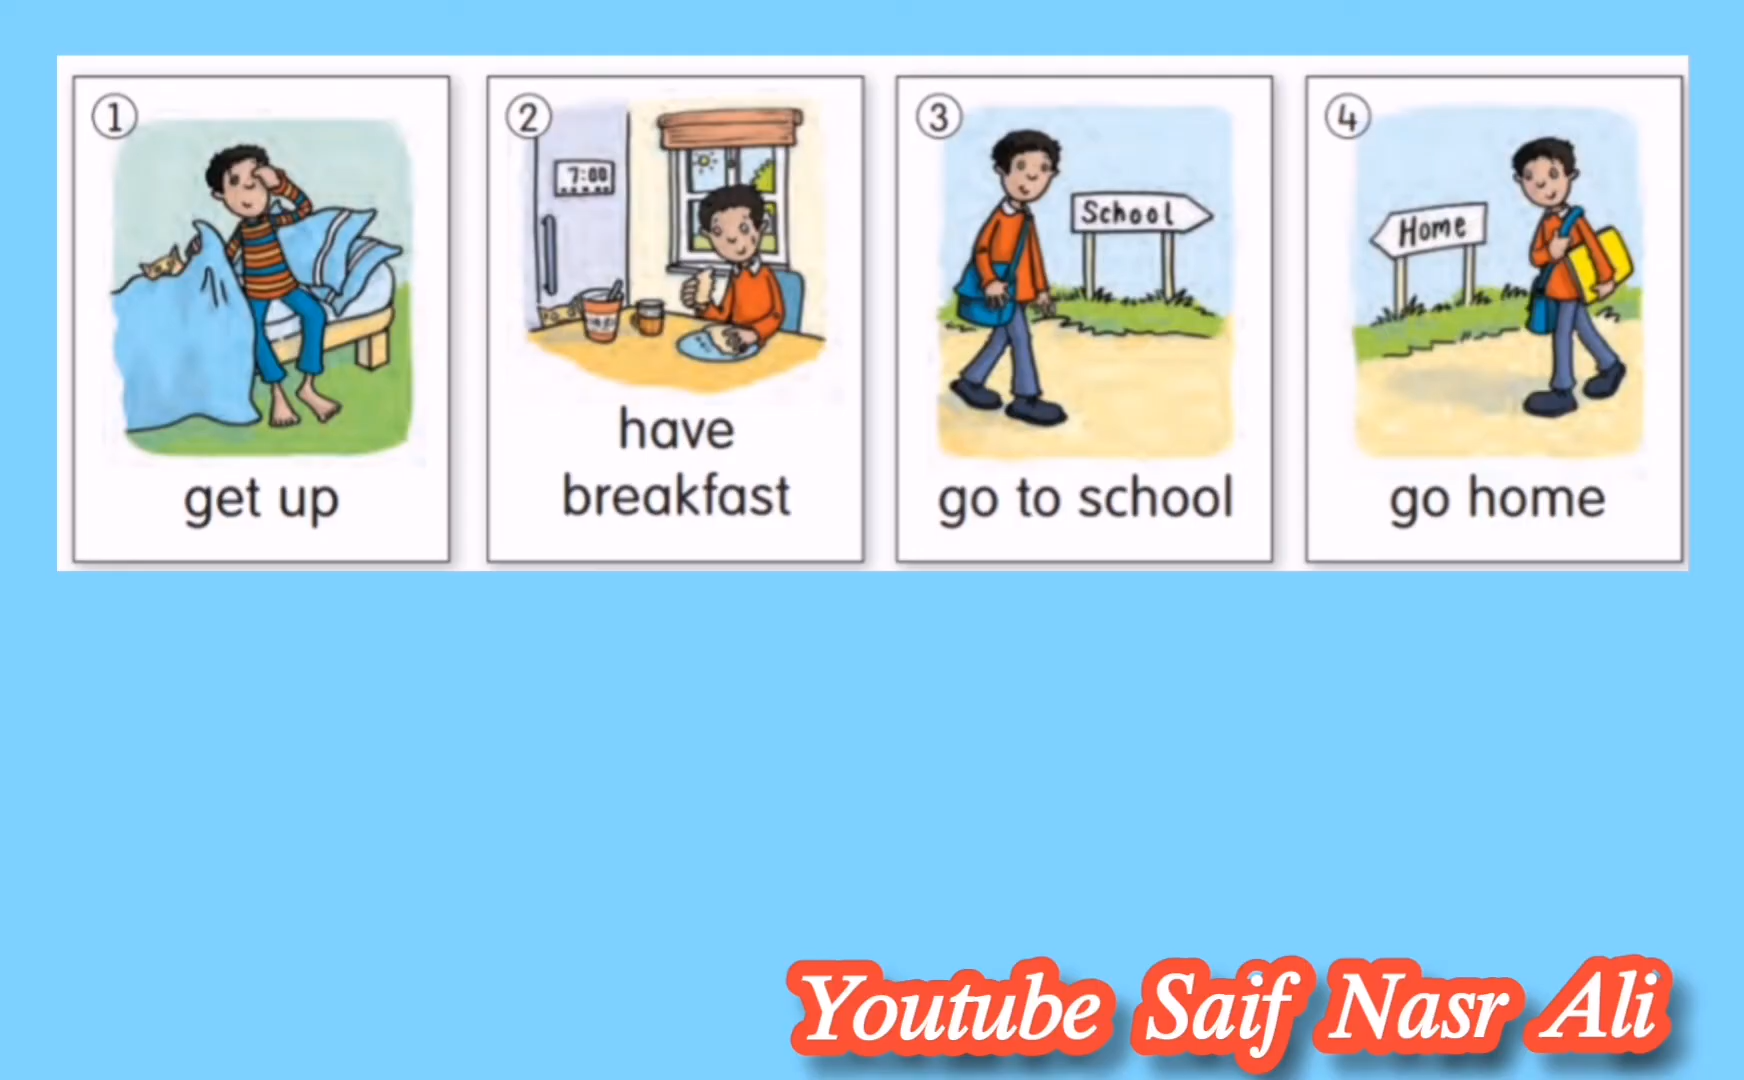 1
get up
2
7:00
have
breakfast
3
School
go to school
4
Home
go home
Youtube Saif Nasr Ali